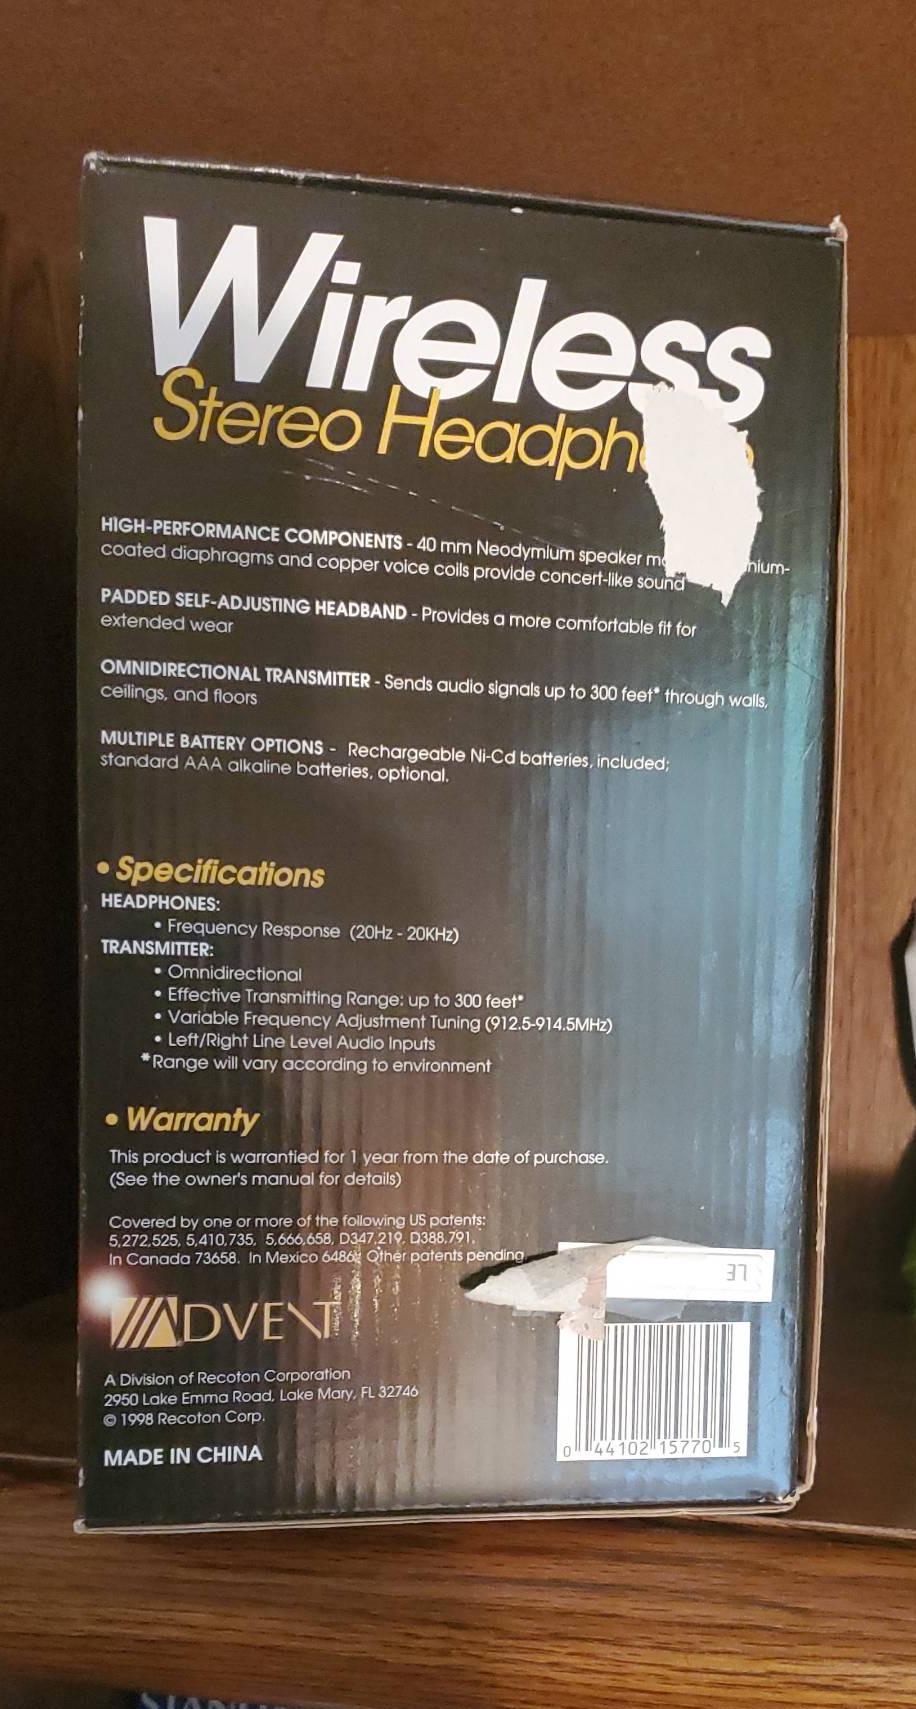 Wireless
Stereo Headph
HIGH-PERFORMANCE COMPONENTS - 40 mm Neodymium speaker
coated diaphragms and copper voice coils provide concert-like sound
PADDED SELF-ADJUSTING HEADBAND - Provides a more comfortable fit for
extended wear
OMNIDIRECTIONAL TRANSMITTER - Sends audio signals up to 300 feet* through walls,
ceilings, and floors
MULTIPLE BATTERY OPTIONS - Rechargeable Ni-Cd batteries, included;
standard AAA alkaline batteries, optional.
• Specifications
HEADPHONES:
• Frequency Response (20Hz - 20KHz)
TRANSMITTER:
• Omnidirectional
• Effective Transmitting Range: up to 300 feet*
• Variable Frequency Adjustment Tuning (912.5-914.5MHz)
• Left/Right Line Level Audio Inputs
*Range will vary according to environment
• Warranty
This product is warrantied for 1 year from the date of purchase.
(See the owner's manual for details)
Covered by one or more of the following US patents:
5,272,525, 5,410,735, 5,666,658, D347,219, D388,791.
In Canada 73658. In Mexico 6486. Other patents pending
37
ADVENT
A Division of Recoton Corporation
2950 Lake Emma Road, Lake Mary, FL 32746
© 1998 Recoton Corp.
MADE IN CHINA
0 44102 15770 5